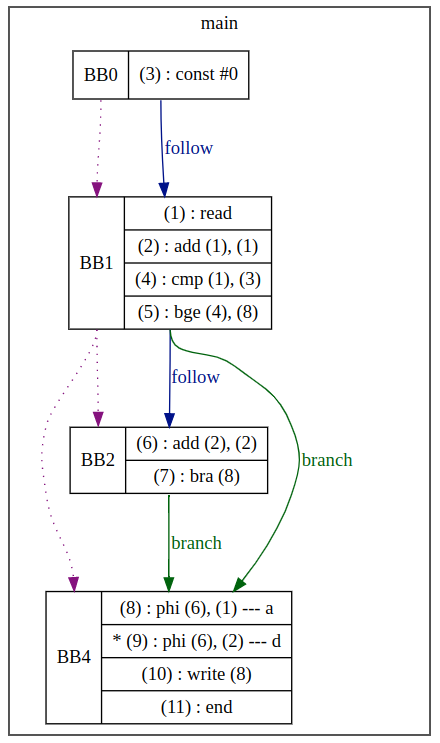 main
BB0
(3) : const #0
follow
BB1
(1) : read
(2) : add (1), (1)
(4) : cmp (1), (3)
(5) : bge (4), (8)
follow
BB2
(6) : add (2), (2)
(7) : bra (8)
branch
branch
BB4
(8) : phi (6), (1) --- a
* (9) : phi (6), (2) --- d
(10) : write (8)
(11) : end